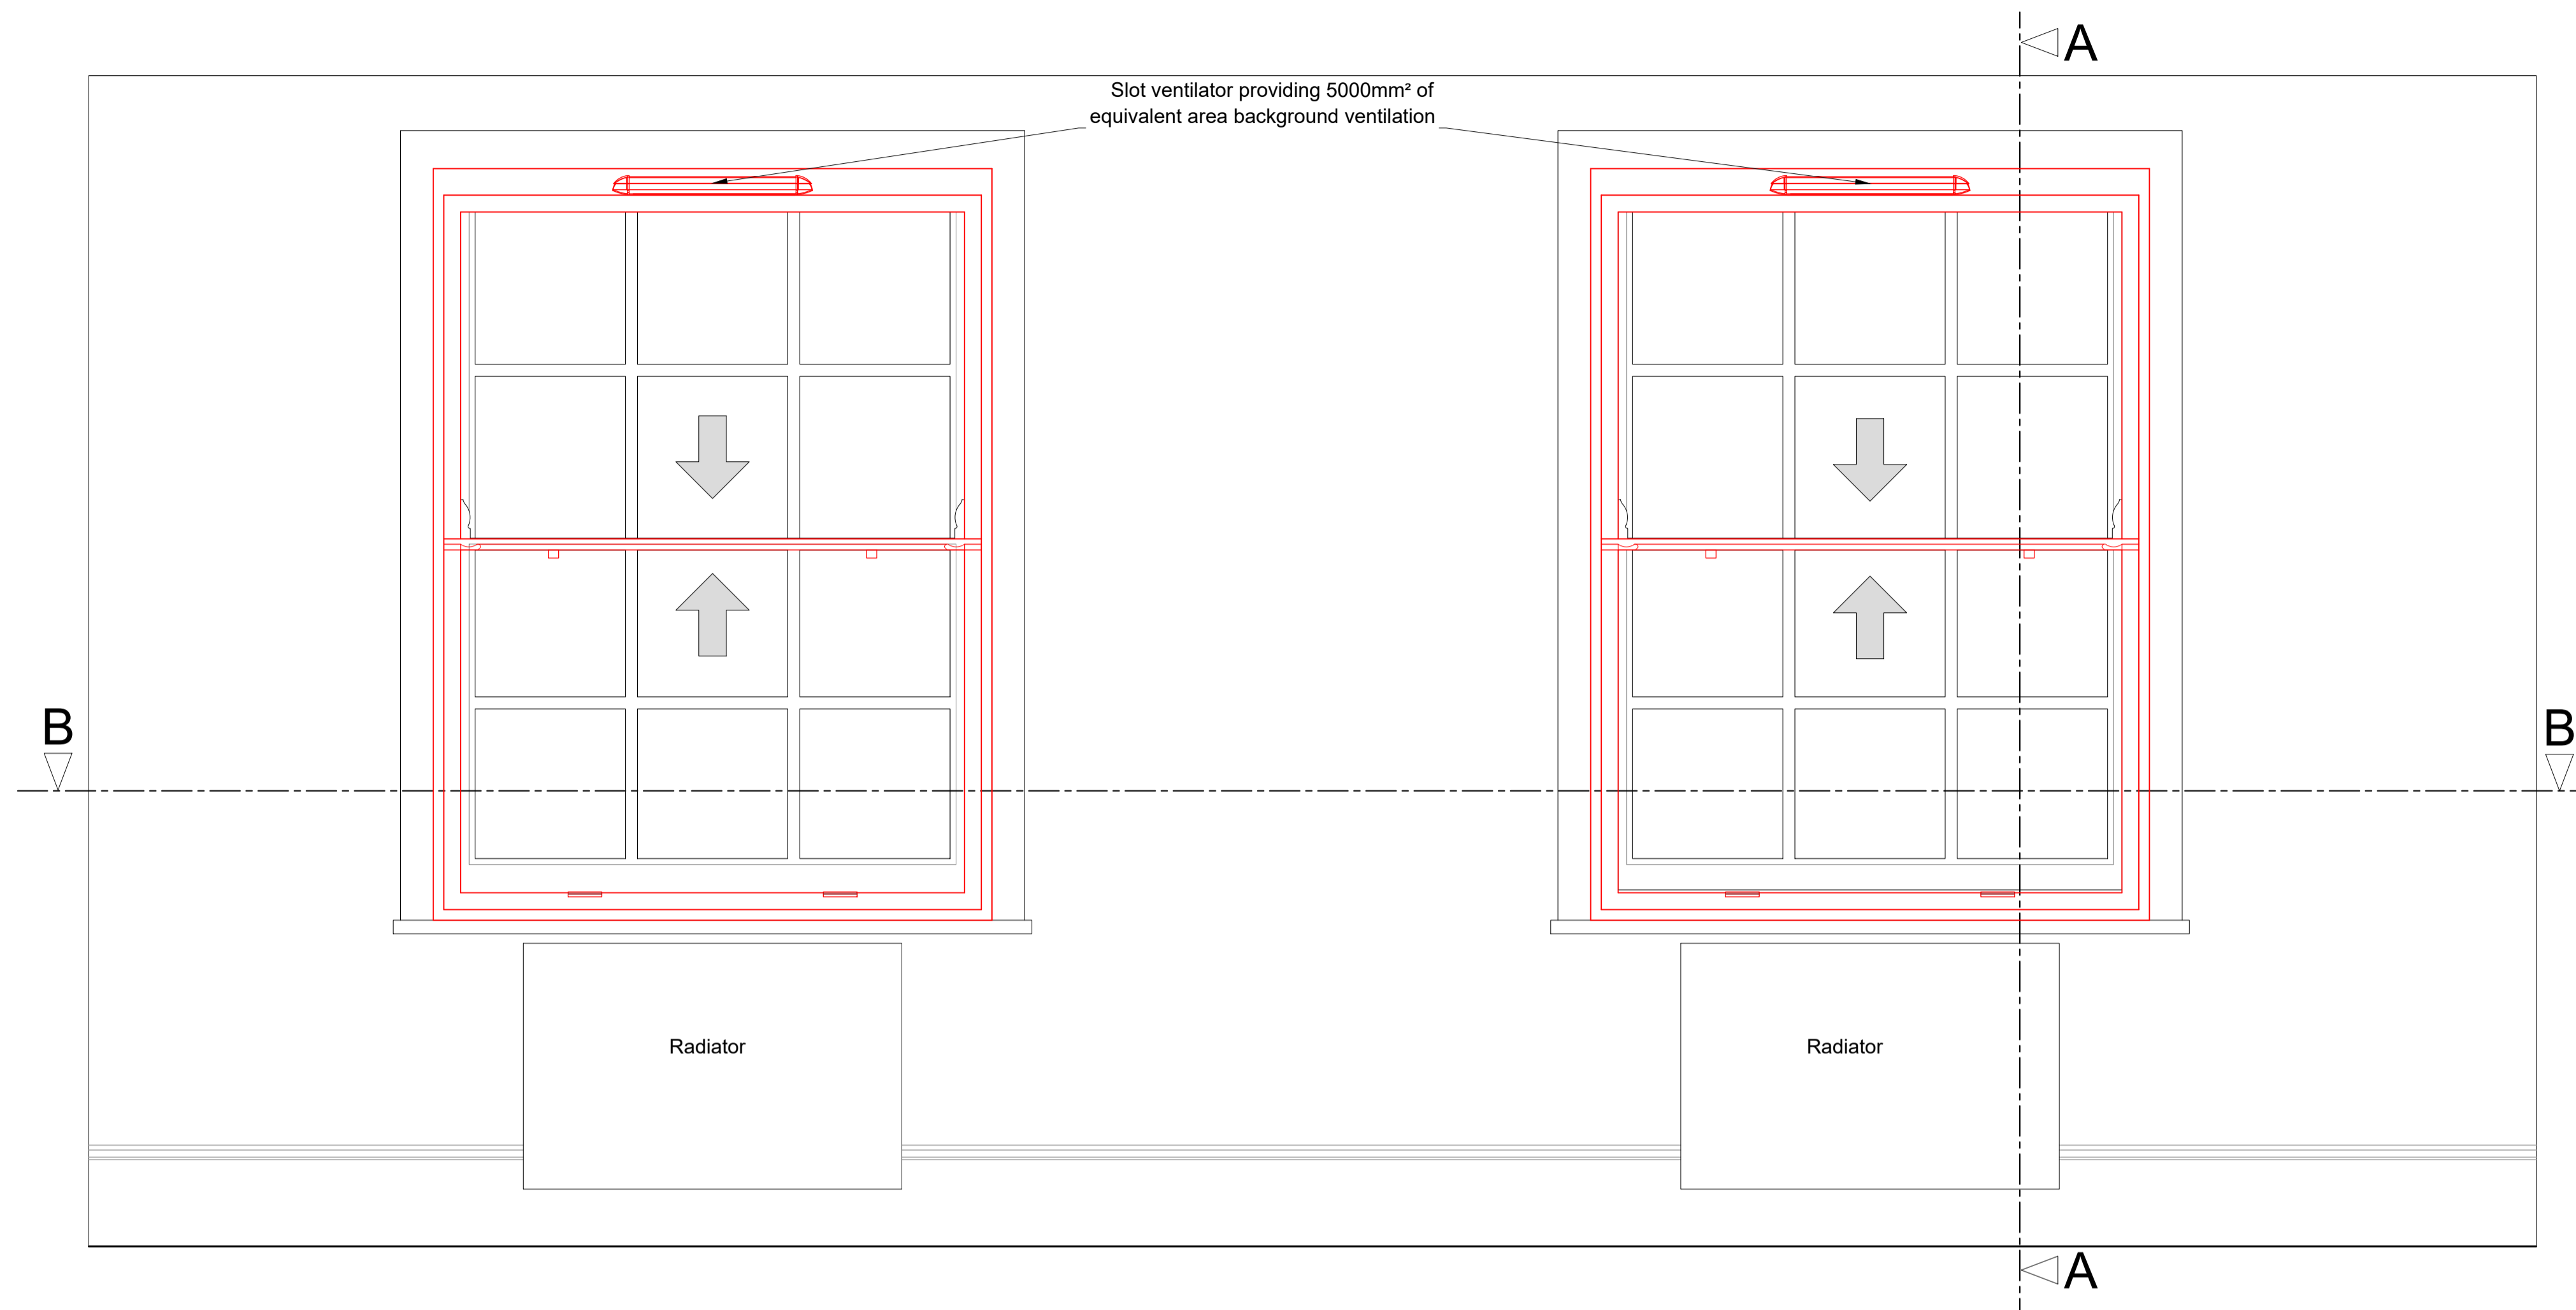 A
Slot ventilator providing 5000mm² of
equivalent area background ventilation
B
B
Radiator
Radiator
A